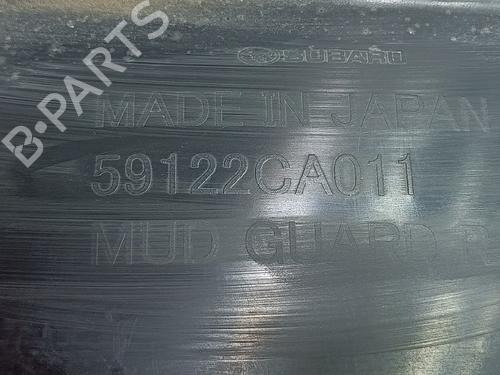 B-PARTS
SUBARU
MADE IN JAPAN
59122CA011
MUD GUARD R